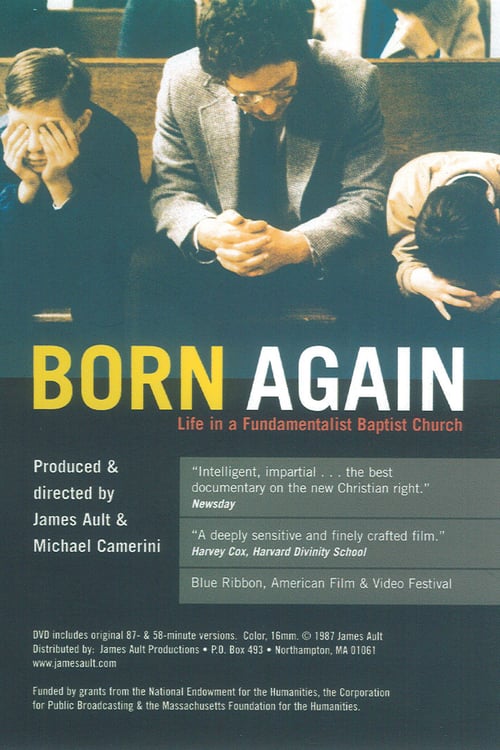 BORN AGAIN
Life in a Fundamentalist Baptist Church
Produced &
directed by
James Ault &
Michael Camerini
“Intelligent, impartial . . . the best
documentary on the new Christian right.”
Newsday
“A deeply sensitive and finely crafted film.”
Harvey Cox, Harvard Divinity School
Blue Ribbon, American Film & Video Festival
DVD includes original 87- & 58-minute versions. Color, 16mm. © 1987 James Ault
Distributed by: James Ault Productions • P.O. Box 493 • Northampton, MA 01061
www.jamesault.com
Funded by grants from the National Endowment for the Humanities, the Corporation
for Public Broadcasting & the Massachusetts Foundation for the Humanities.